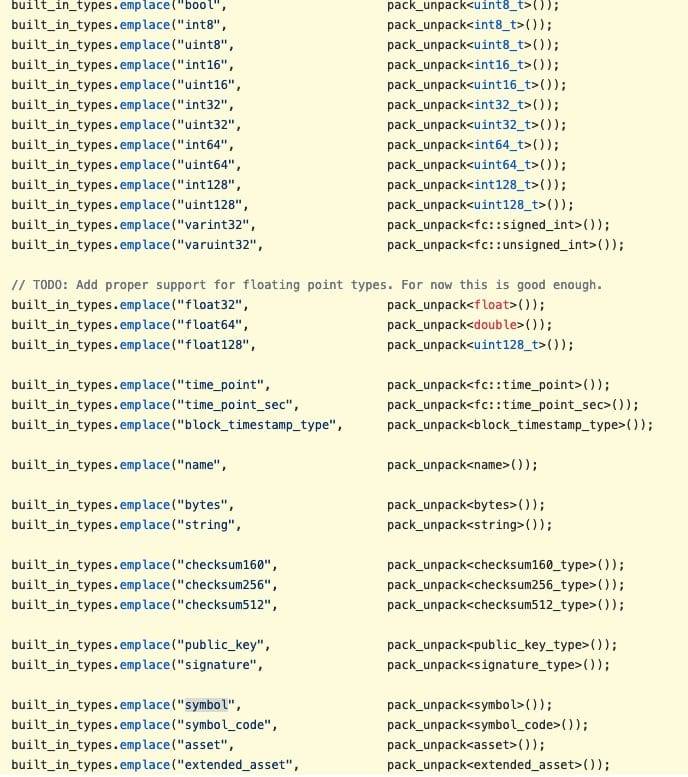 built_in_types.emplace("bool", pack_unpack<uint8_t>());
built_in_types.emplace("int8", pack_unpack<int8_t>());
built_in_types.emplace("uint8", pack_unpack<uint8_t>());
built_in_types.emplace("int16", pack_unpack<int16_t>());
built_in_types.emplace("uint16", pack_unpack<uint16_t>());
built_in_types.emplace("int32", pack_unpack<int32_t>());
built_in_types.emplace("uint32", pack_unpack<uint32_t>());
built_in_types.emplace("int64", pack_unpack<int64_t>());
built_in_types.emplace("uint64", pack_unpack<uint64_t>());
built_in_types.emplace("int128", pack_unpack<int128_t>());
built_in_types.emplace("uint128", pack_unpack<uint128_t>());
built_in_types.emplace("varint32", pack_unpack<fc::signed_int>());
built_in_types.emplace("varuint32", pack_unpack<fc::unsigned_int>());
// TODO: Add proper support for floating point types. For now this is good enough.
built_in_types.emplace("float32", pack_unpack<float>());
built_in_types.emplace("float64", pack_unpack<double>());
built_in_types.emplace("float128", pack_unpack<uint128_t>());
built_in_types.emplace("time_point", pack_unpack<fc::time_point>());
built_in_types.emplace("time_point_sec", pack_unpack<fc::time_point_sec>());
built_in_types.emplace("block_timestamp_type", pack_unpack<block_timestamp_type>());
built_in_types.emplace("name", pack_unpack<name>());
built_in_types.emplace("bytes", pack_unpack<bytes>());
built_in_types.emplace("string", pack_unpack<string>());
built_in_types.emplace("checksum160", pack_unpack<checksum160_type>());
built_in_types.emplace("checksum256", pack_unpack<checksum256_type>());
built_in_types.emplace("checksum512", pack_unpack<checksum512_type>());
built_in_types.emplace("public_key", pack_unpack<public_key_type>());
built_in_types.emplace("signature", pack_unpack<signature_type>());
built_in_types.emplace("symbol", pack_unpack<symbol>());
built_in_types.emplace("symbol_code", pack_unpack<symbol_code>());
built_in_types.emplace("asset", pack_unpack<asset>());
built_in_types.emplace("extended_asset", pack_unpack<extended_asset>());